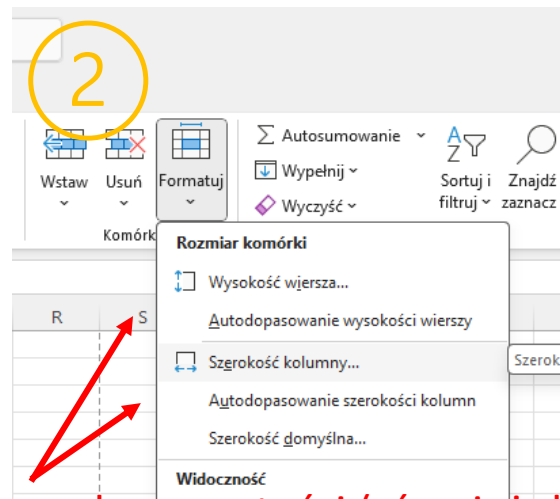 2
Wstaw Usuń Formatuj
Σ Autosumowanie
Wypełnij
Wyczyść
Sortuj i
filtruj
Znajdź
zaznacz
Komórk
Rozmiar komórki
Wysokość wiersza...
Autodopasowanie wysokości wierszy
Szerokość kolumny...
Szerok
Autodopasowanie szerokości kolumn
Szerokość domyślna...
Widoczność
R S